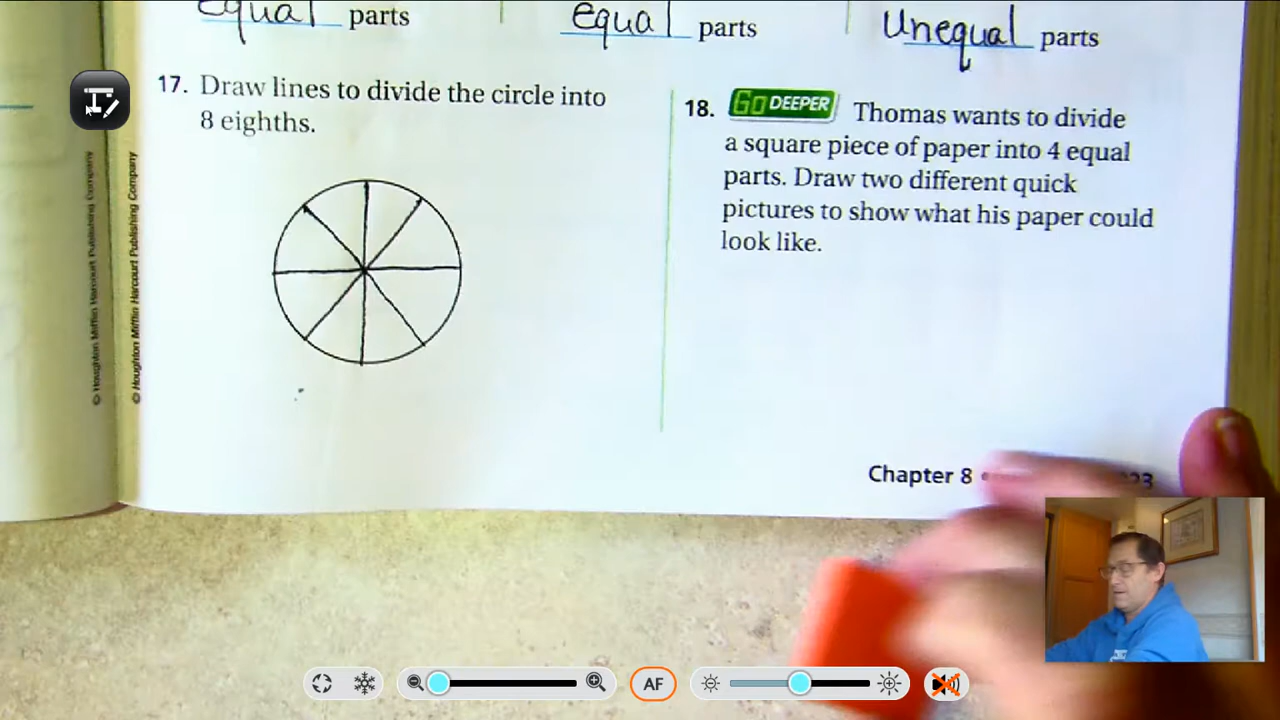 equal parts
equal parts
Unequal parts
17. Draw lines to divide the circle into
8 eighths.
18. Go DEEPER Thomas wants to divide
a square piece of paper into 4 equal
parts. Draw two different quick
pictures to show what his paper could
look like.
© Houghton Mifflin Harcourt Publishing Company
© Houghton Mifflin Harcourt Publishing Company
Chapter 8
AF